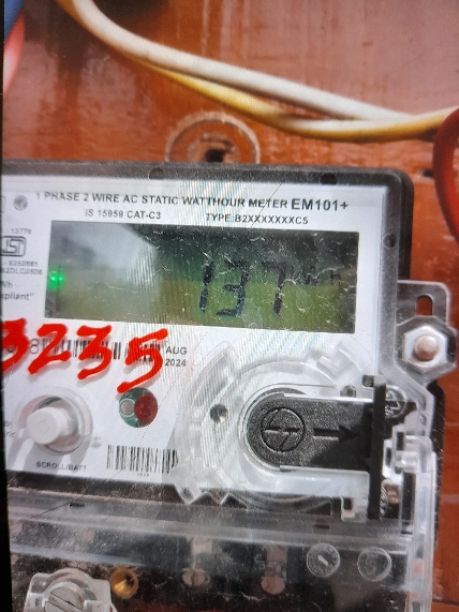 1 PHASE 2 WIRE AC STATIC WATTHOUR METER EM101+
IS 15959 CAT-C3 TYPE:B2XXXXXXXC5
137
3235
AUG
2024
SCROLL/BATT